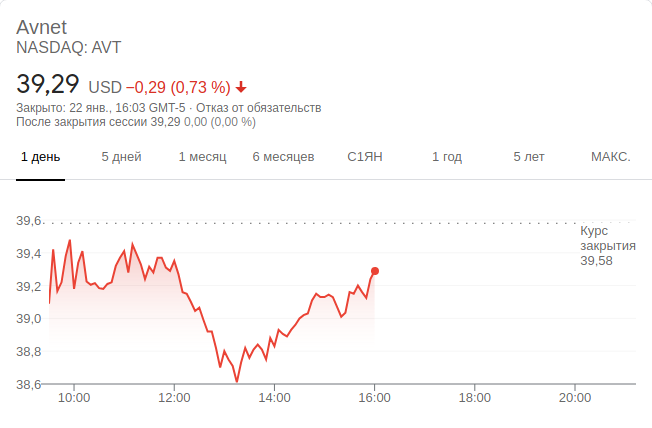 Avnet
NASDAQ: AVT
39,29 USD −0,29 (0,73 %)
Закрыто: 22 янв., 16:03 GMT-5 · Отказ от обязательств
После закрытия сессии 39,29 0,00 (0,00 %)
1 день 5 дней 1 месяц 6 месяцев С1ЯН 1 год 5 лет МАКС.
39,6
Курс
закрытия
39,58
39,4
39,2
39,0
38,8
38,6
10:00 12:00 14:00 16:00 18:00 20:00